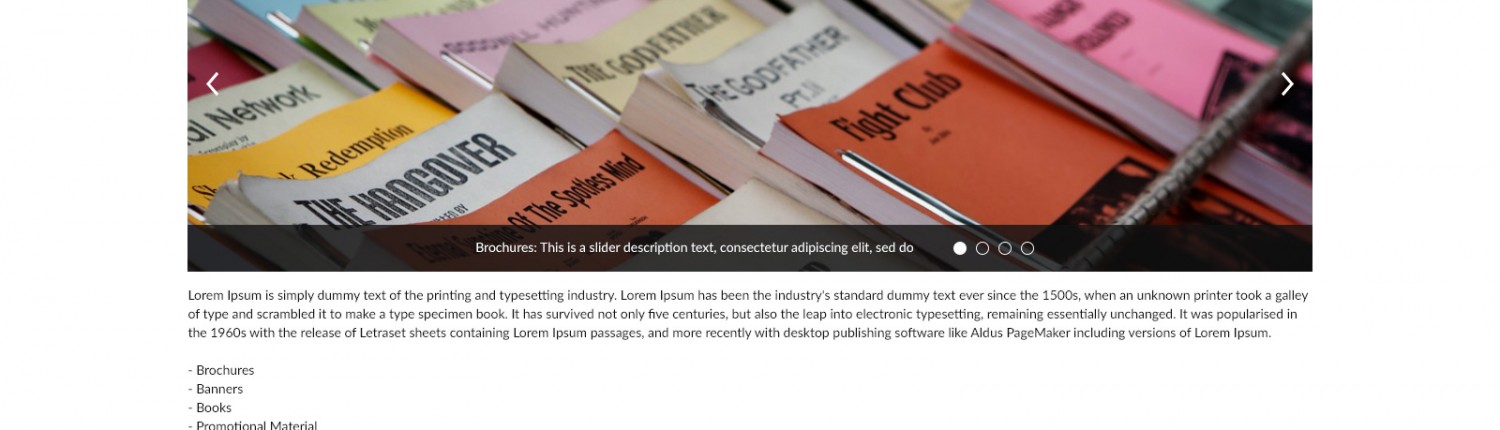 GOODWILL HUNTING
THE GODFATHER
THE GODFATHER
Pt.II
Fight Club
By
al Network
Redemption
THE HANGOVER
Eternal Sunshine Of The Spotless Mind
Brochures: This is a slider description text, consectetur adipiscing elit, sed do
Lorem Ipsum is simply dummy text of the printing and typesetting industry. Lorem Ipsum has been the industry's standard dummy text ever since the 1500s, when an unknown printer took a galley
of type and scrambled it to make a type specimen book. It has survived not only five centuries, but also the leap into electronic typesetting, remaining essentially unchanged. It was popularised in
the 1960s with the release of Letraset sheets containing Lorem Ipsum passages, and more recently with desktop publishing software like Aldus PageMaker including versions of Lorem Ipsum.
- Brochures
- Banners
- Books
- Promotional Material